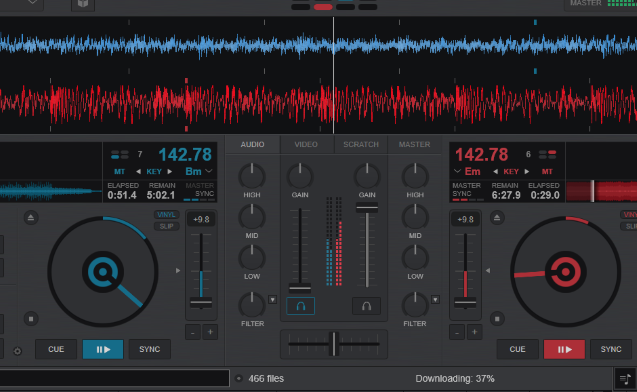 MASTER
7 142.78
MT KEY Bm
ELAPSED REMAIN MASTER
0:51.4 5:02.1 SYNC
AUDIO VIDEO SCRATCH MASTER
142.78 6
Em KEY MT
MASTER REMAIN ELAPSED
SYNC 6:27.9 0:29.0
VINYL
SLIP
+9.8
HIGH
MID
LOW
FILTER
GAIN
GAIN
HIGH
MID
LOW
FILTER
+9.8
VINYL
SLIP
- +
CUE SYNC
- +
CUE SYNC
466 files Downloading: 37%